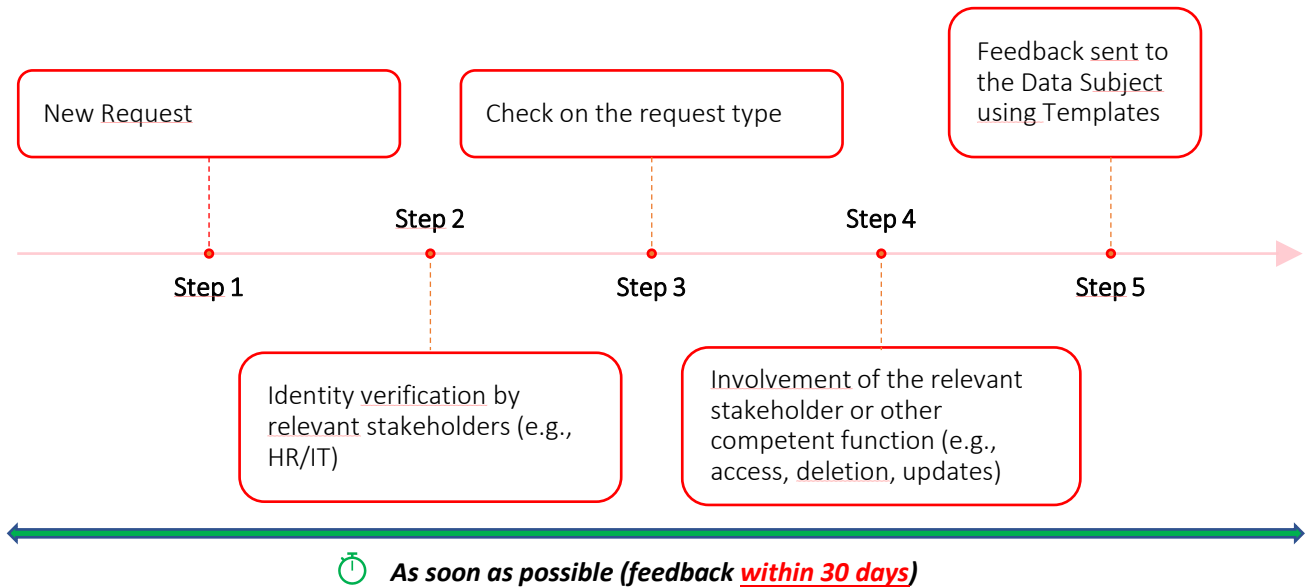 Feedback sent to
the Data Subject
using Templates
New Request
Check on the request type
Step 2
Step 4
Step 1
Step 3
Step 5
Identity verification by
relevant stakeholders (e.g.,
HR/IT)
Involvement of the relevant
stakeholder or other
competent function (e.g.,
access, deletion, updates)
As soon as possible (feedback within 30 days)